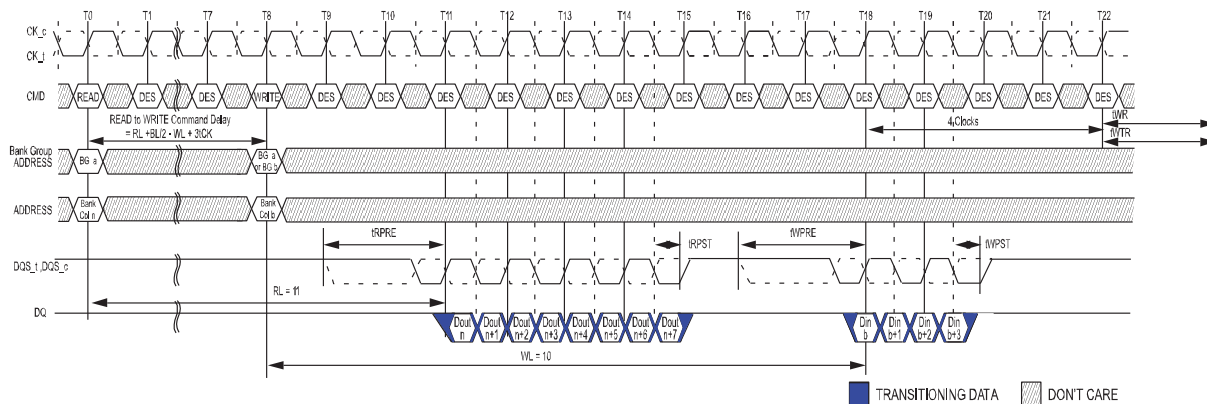 T0 T1 T7 T8 T9 T10 T11 T12 T13 T14 T15 T16 T17 T18 T19 T20 T21 T22
CK_c
CK_t
CMD READ DES DES WRITE DES DES DES DES DES DES DES DES DES DES DES DES DES DES
READ to WRITE Command Delay
= RL +BL/2 - WL + 3tCK
4 Clocks
tWR
tWTR
Bank Group
ADDRESS
BG a
BG a
or BG b
ADDRESS
Bank
Col n
Bank
Col b
tRPRE
tRPST
tWPRE
tWPST
DQS_t ,DQS_c
RL = 11
DQ
Dout
n
Dout
n+1
Dout
n+2
Dout
n+3
Dout
n+4
Dout
n+5
Dout
n+6
Dout
n+7
Din
b
Din
b+1
Din
b+2
Din
b+3
WL = 10
TRANSITIONING DATA
DON'T CARE